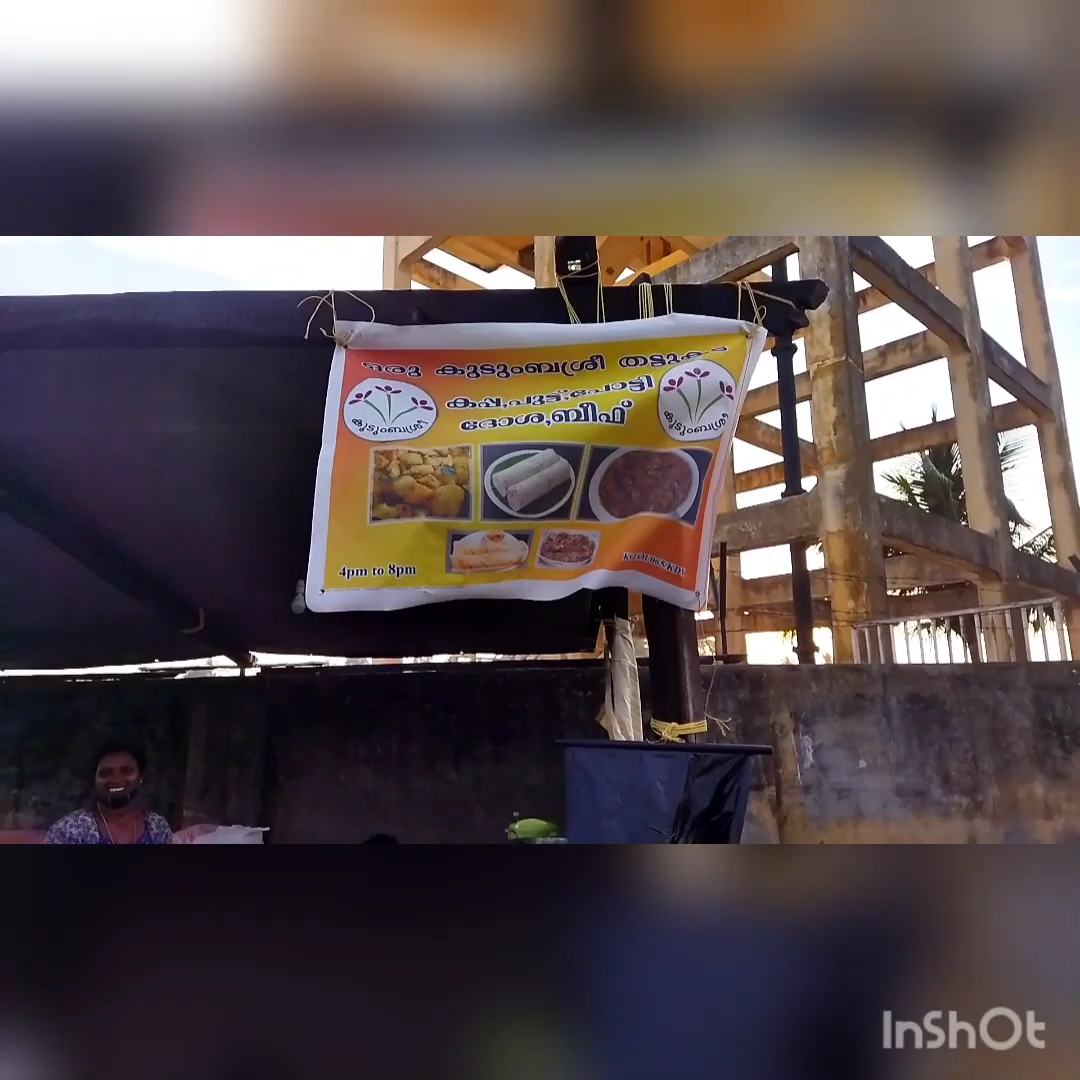 ഒരു കുടുംബശ്രീ തട്ടുകട
കപ്പ,പുട്ട്,പോട്ടി
ദോശ,ബീഫ്
കുടുംബശ്രീ
കുടുംബശ്രീ
4pm to 8pm
InShOt